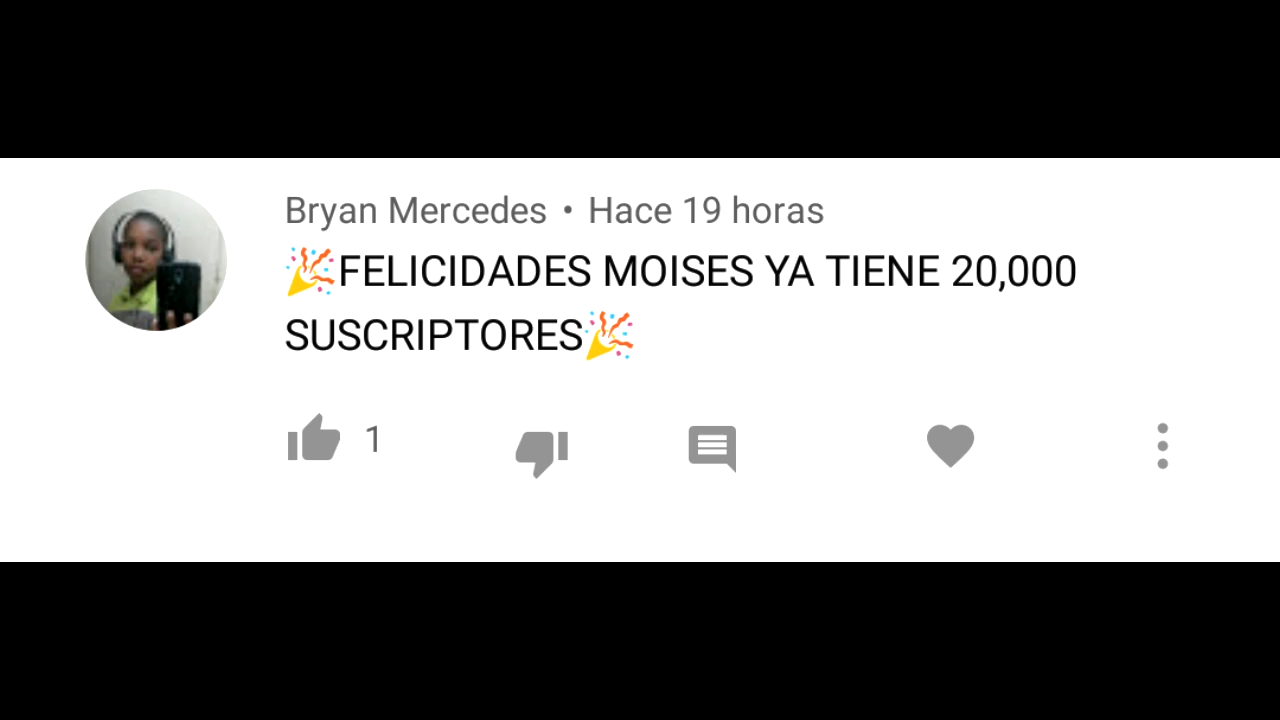 Bryan Mercedes • Hace 19 horas
🎉FELICIDADES MOISES YA TIENE 20,000
SUSCRIPTORES🎉
1